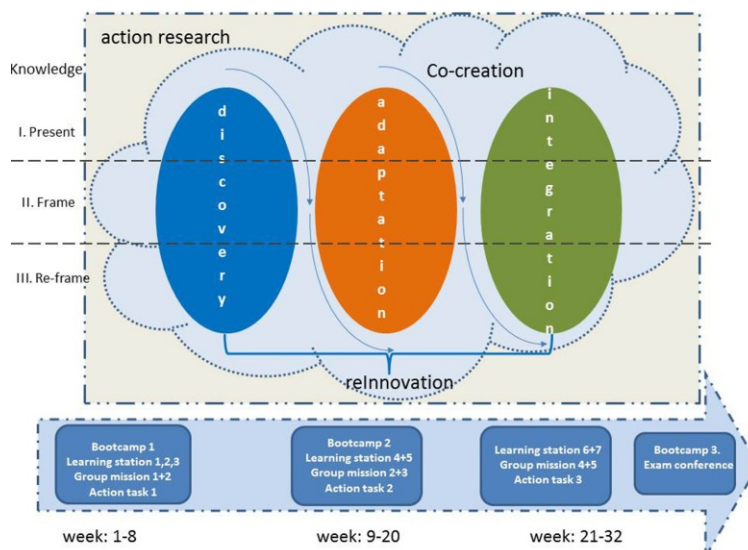 action research
Knowledge
Co-creation
I. Present
II. Frame
III. Re-frame
discovery
adaptation
integration
reInnovation
Bootcamp 1
Learning station 1,2,3
Group mission 1+2
Action task 1
Bootcamp 2
Learning station 4+5
Group mission 2+3
Action task 2
Learning station 6+7
Group mission 4+5
Action task 3
Bootcamp 3.
Exam conference
week: 1-8
week: 9-20
week: 21-32